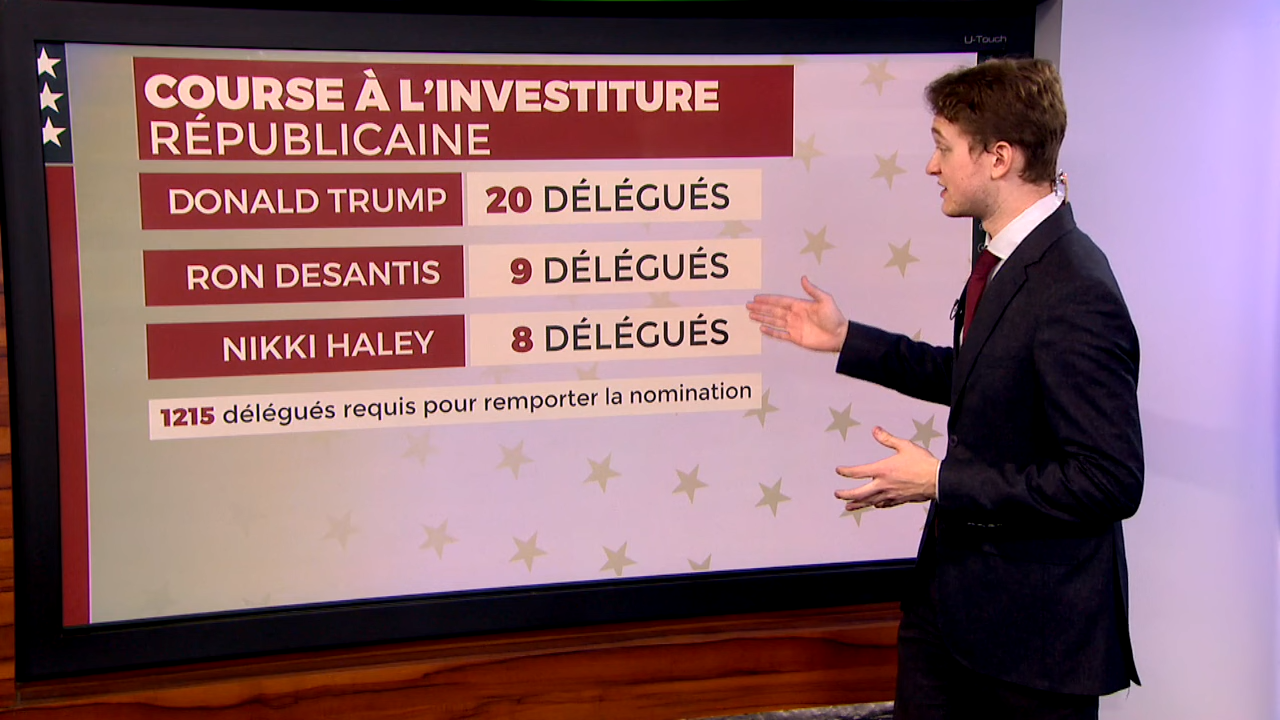 U-Touch
COURSE À L'INVESTITURE
RÉPUBLICAINE
DONALD TRUMP 20 DÉLÉGUÉS
RON DESANTIS 9 DÉLÉGUÉS
NIKKI HALEY 8 DÉLÉGUÉS
1215 délégués requis pour remporter la nomination